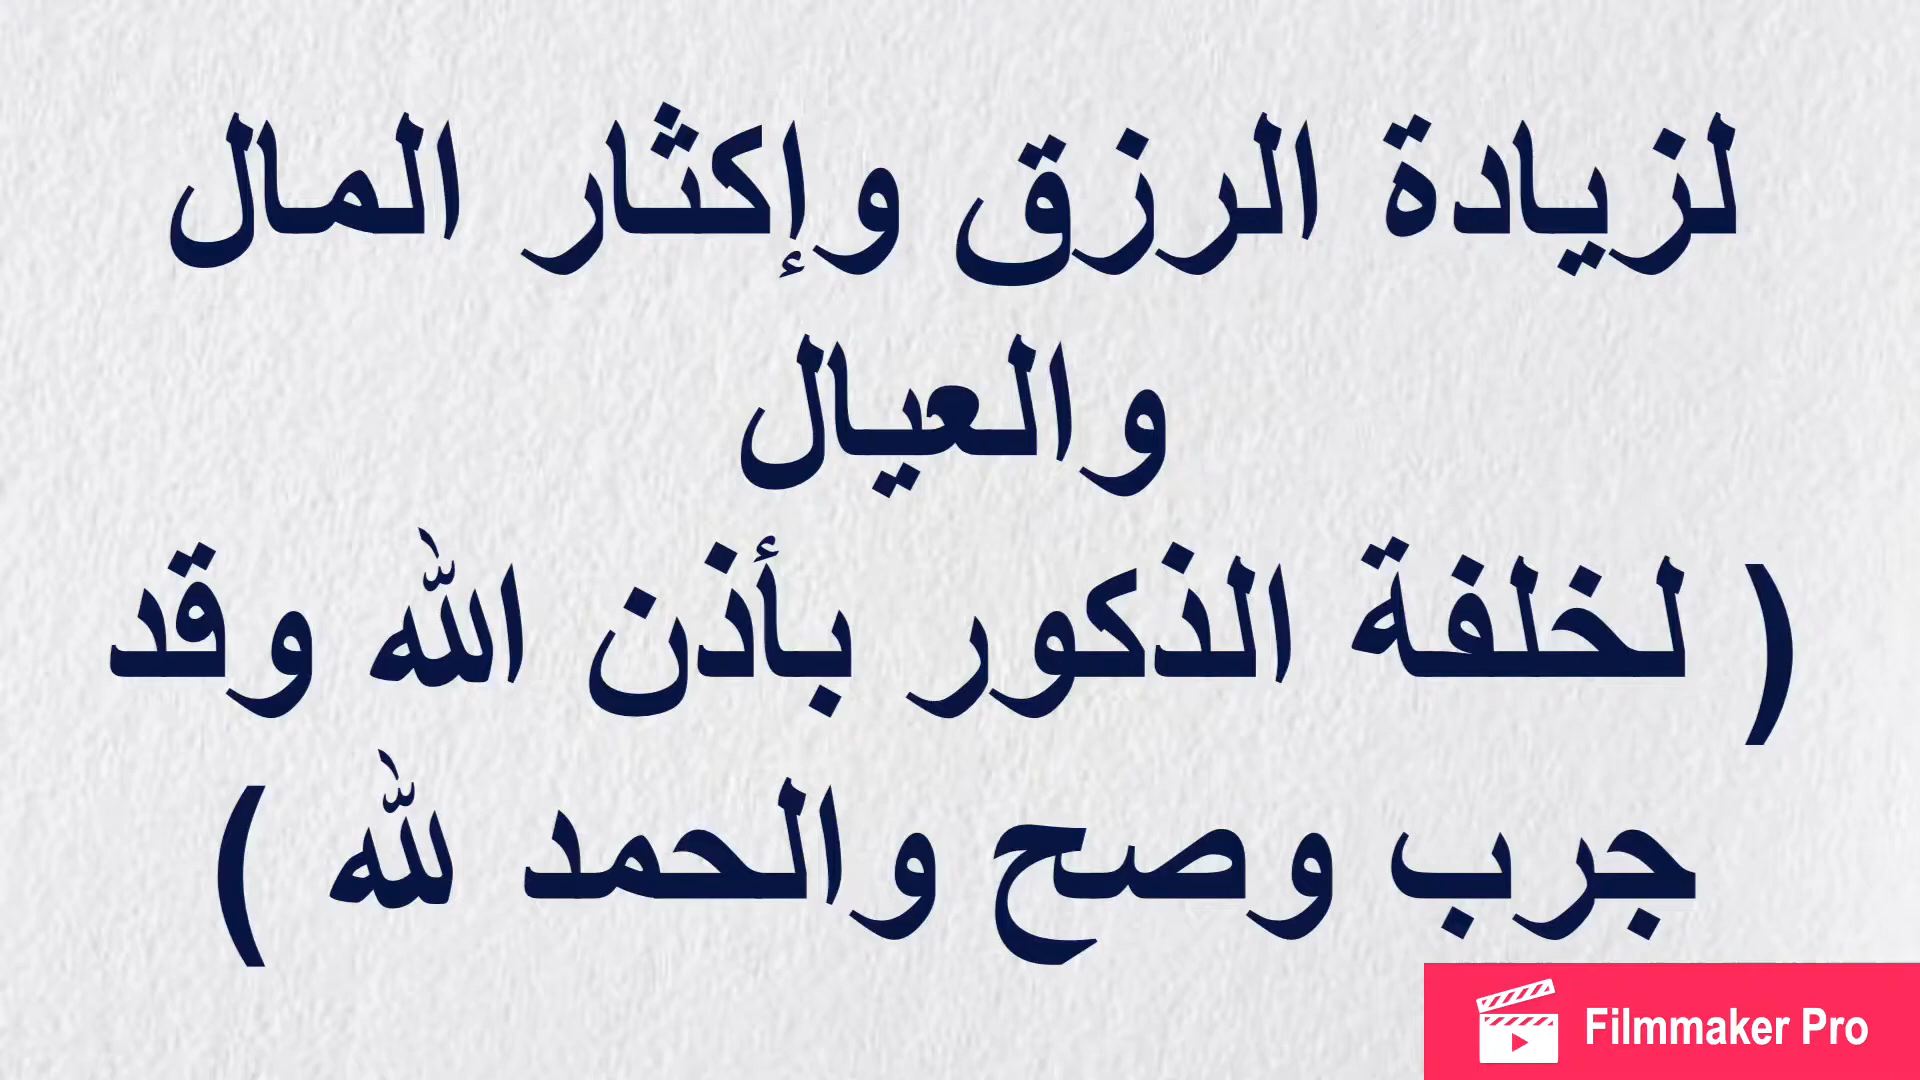 لزيادة الرزق وإكثار المال
والعيال
( لخلفة الذكور بأذن الله وقد
جرب وصح والحمد لله )
Filmmaker Pro